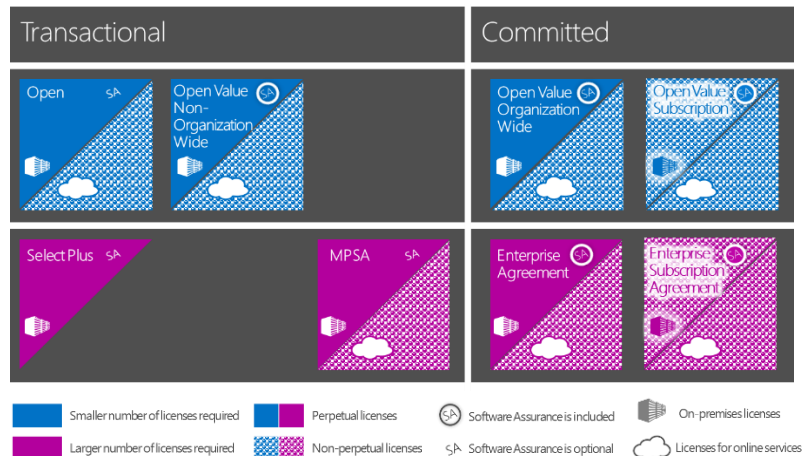 Transactional
Committed
Open
SA
Open Value
Non-
Organization
Wide
SA
Open Value
Organization
Wide
SA
Open Value
Subscription
SA
Select Plus
SA
MPSA
SA
Enterprise
Agreement
SA
Enterprise
Subscription
Agreement
SA
Smaller number of licenses required
Perpetual licenses
SA
Software Assurance is included
On-premises licenses
Larger number of licenses required
Non-perpetual licenses
SA
Software Assurance is optional
Licenses for online services